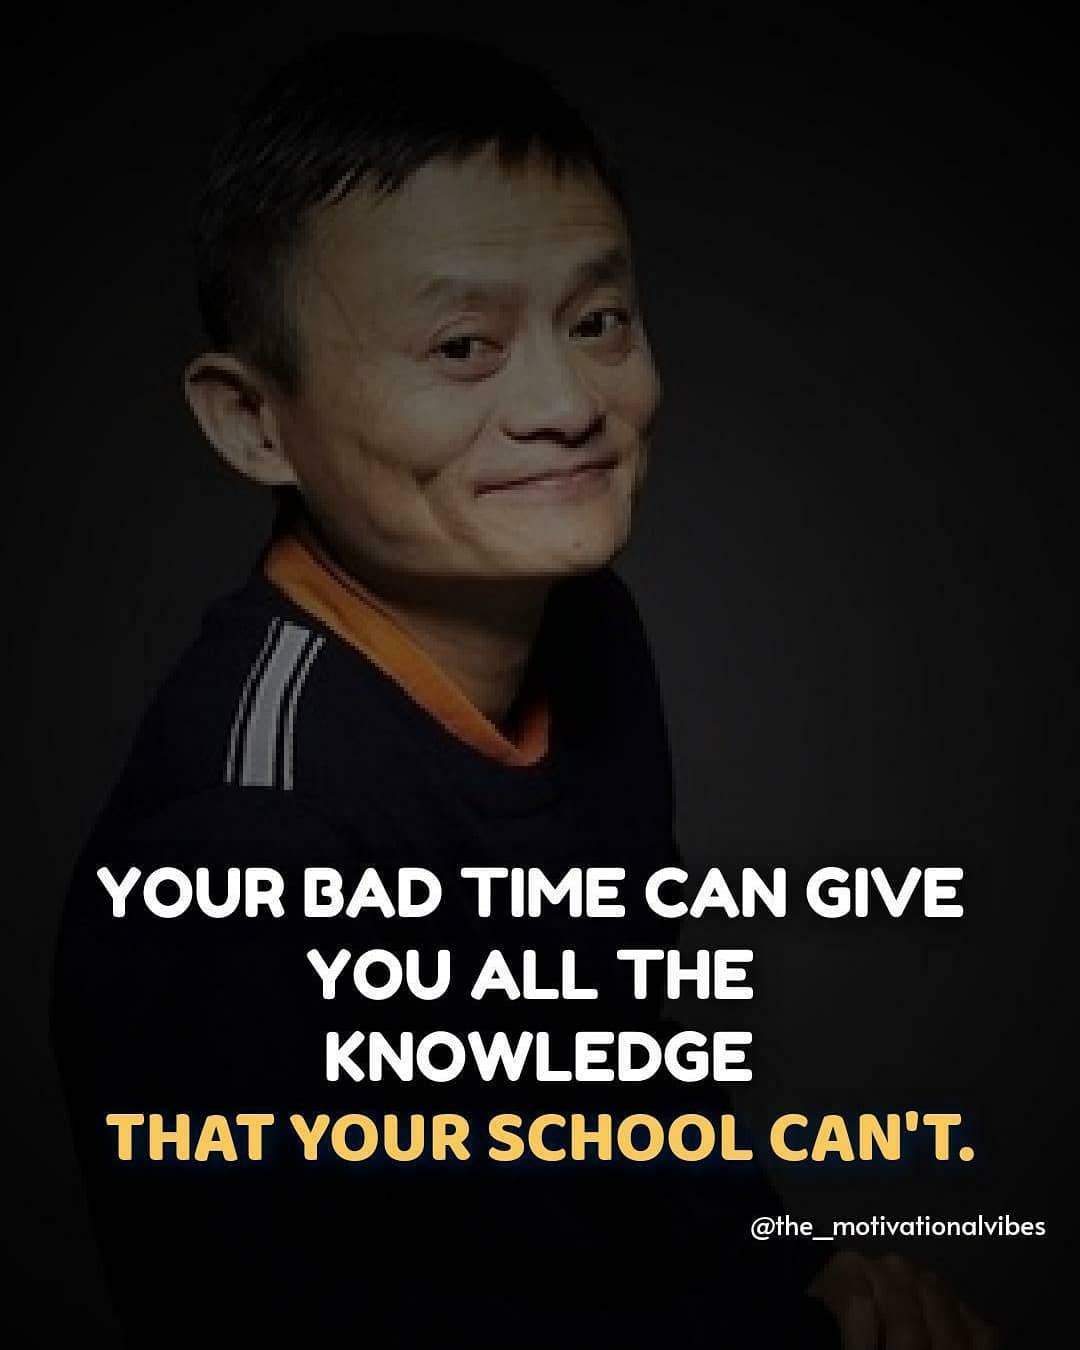 YOUR BAD TIME CAN GIVE
YOU ALL THE
KNOWLEDGE
THAT YOUR SCHOOL CAN'T.
@the_motivationalvibes